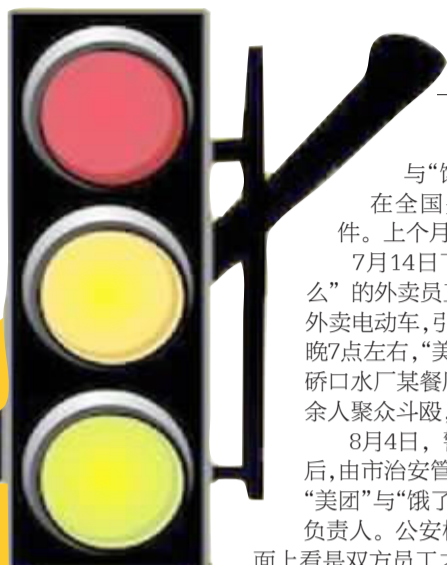 与“饿
在全国
件。上个月
7月14日下
么”的外卖员
外卖电动车,引
晚7点左右,“美
硚口水厂某餐
余人聚众斗殴,
8月4日,
后,由市治安管
“美团”与“饿了
负责人。公安
面上看是双方员工